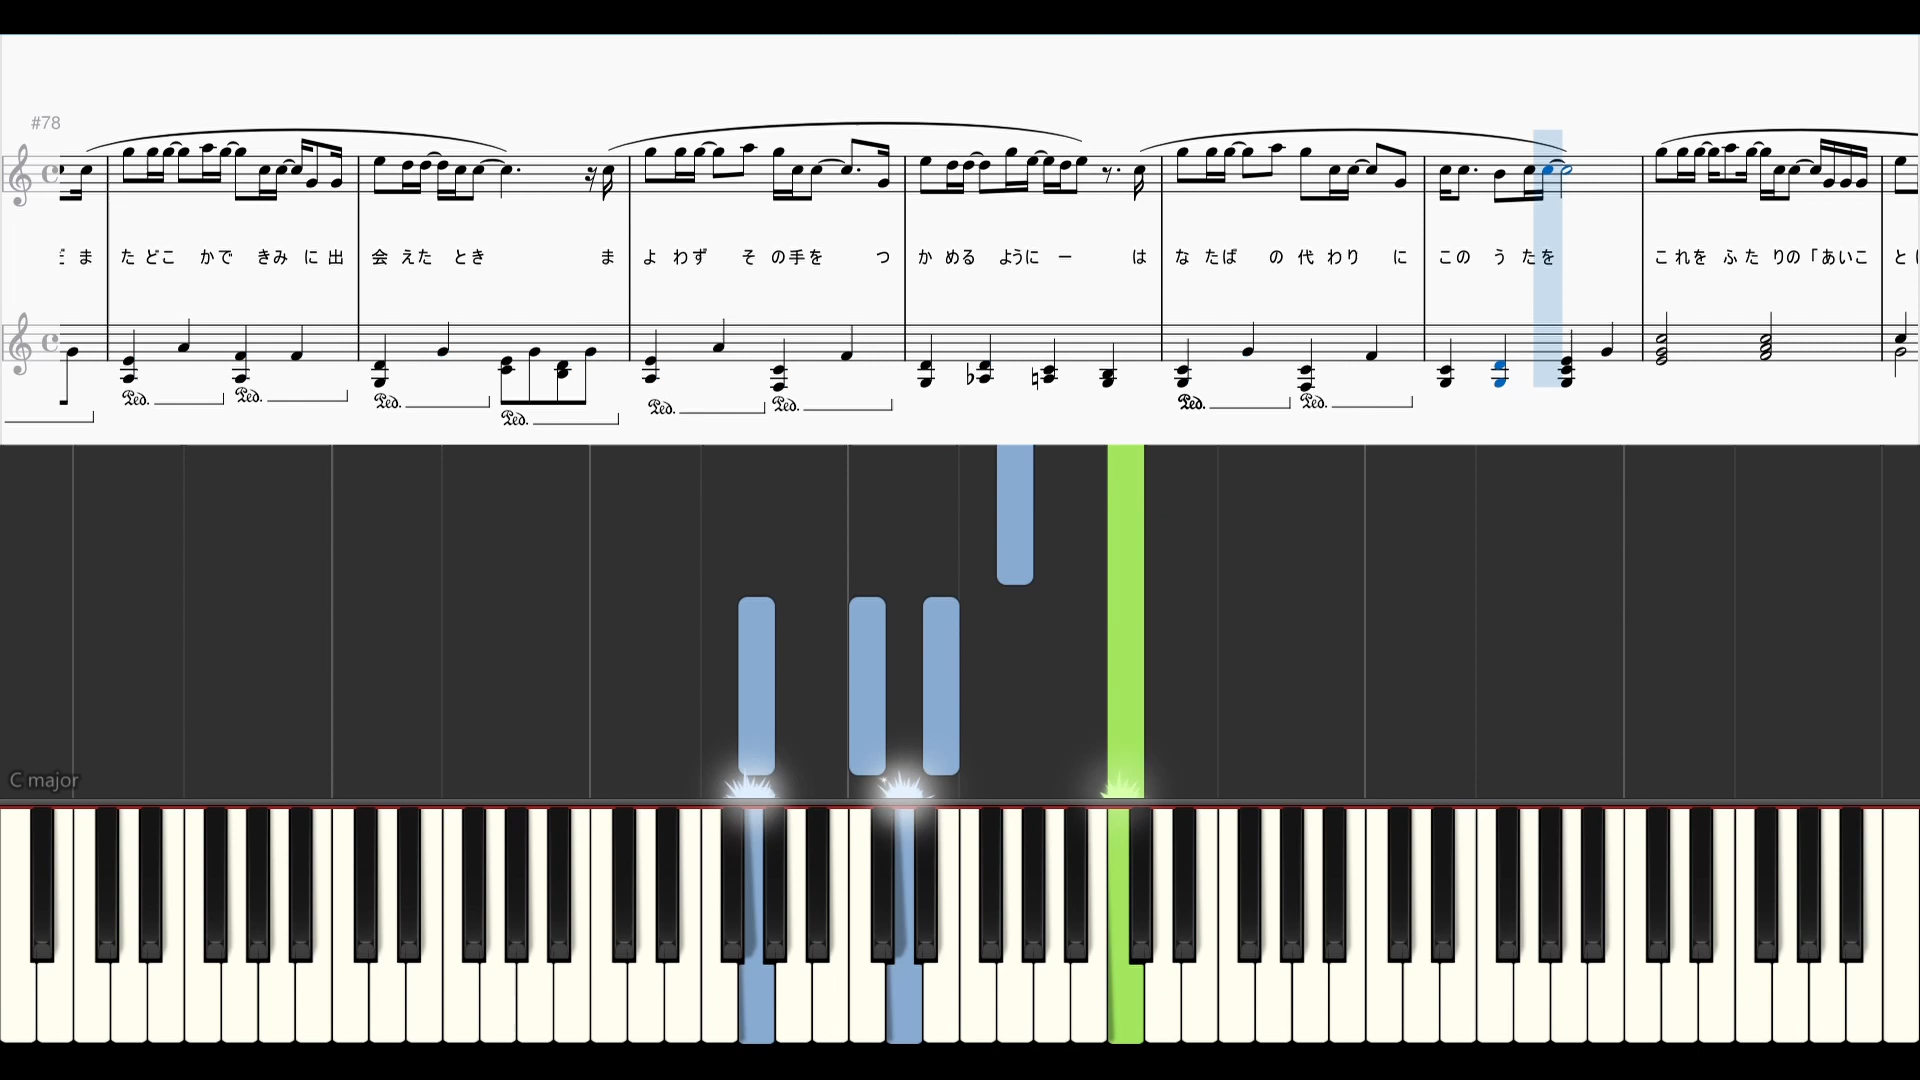 #78
だま たどこ かで きみ に 出 会 えた とき ま よ わず そ の手を つ か める ように ー は な たば の 代 わり に このうたを これを ふた りの「あいこ と
Ped. Ped. Ped. Ped. Ped. Ped. Ped. Ped.
C major